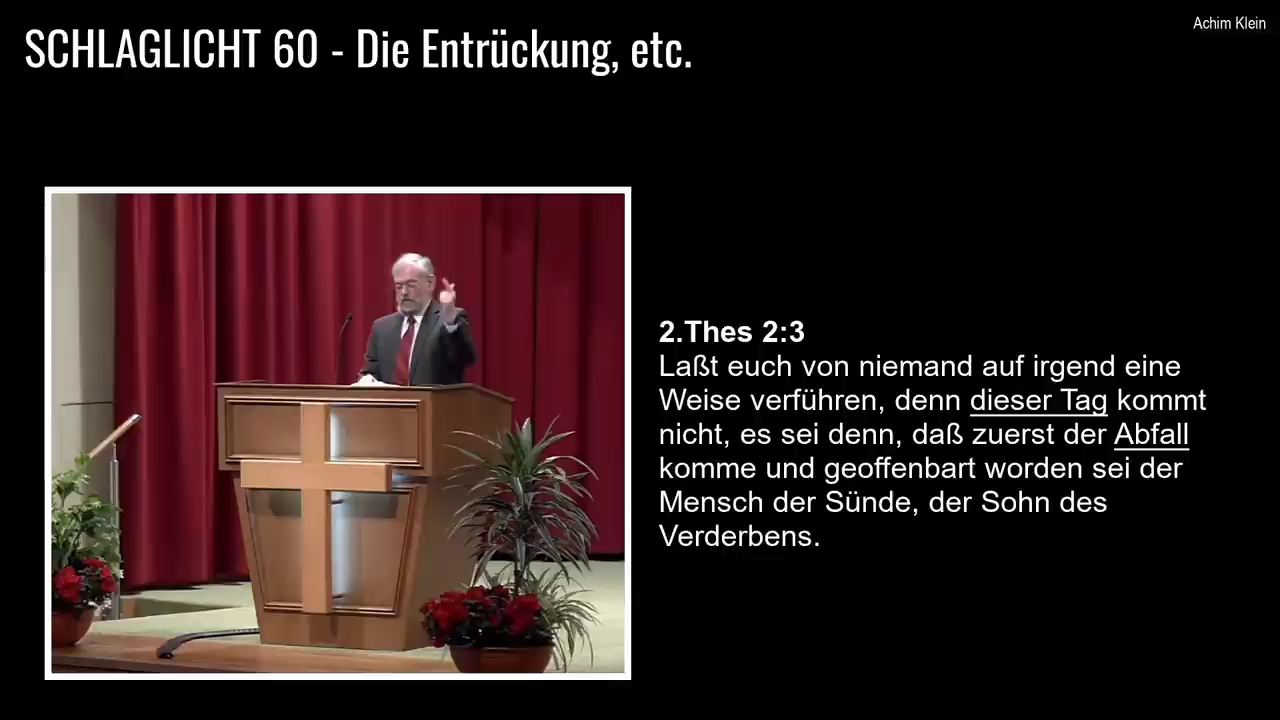 SCHLAGLICHT 60 - Die Entrückung, etc.
Achim Klein
2.Thes 2:3
Laßt euch von niemand auf irgend eine
Weise verführen, denn dieser Tag kommt
nicht, es sei denn, daß zuerst der Abfall
komme und geoffenbart worden sei der
Mensch der Sünde, der Sohn des
Verderbens.